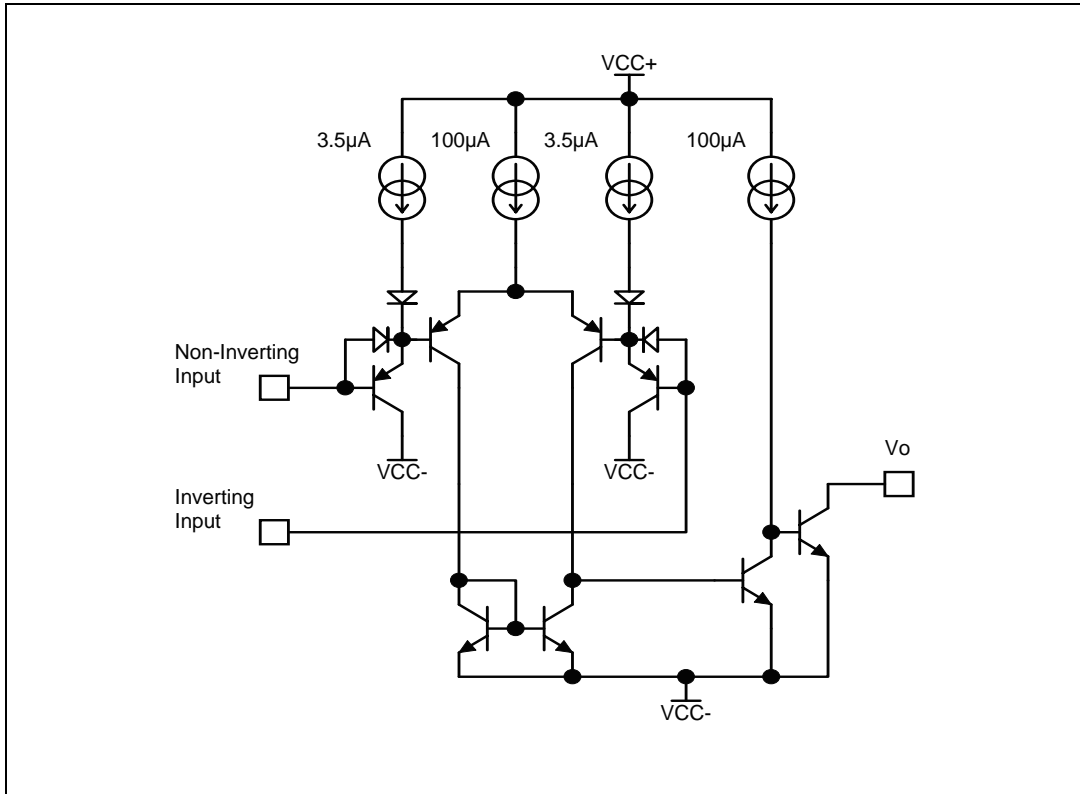 VCC+
3.5µA
100µA
3.5µA
100µA
Non-Inverting
Input
VCC-
VCC-
Vo
Inverting
Input
VCC-